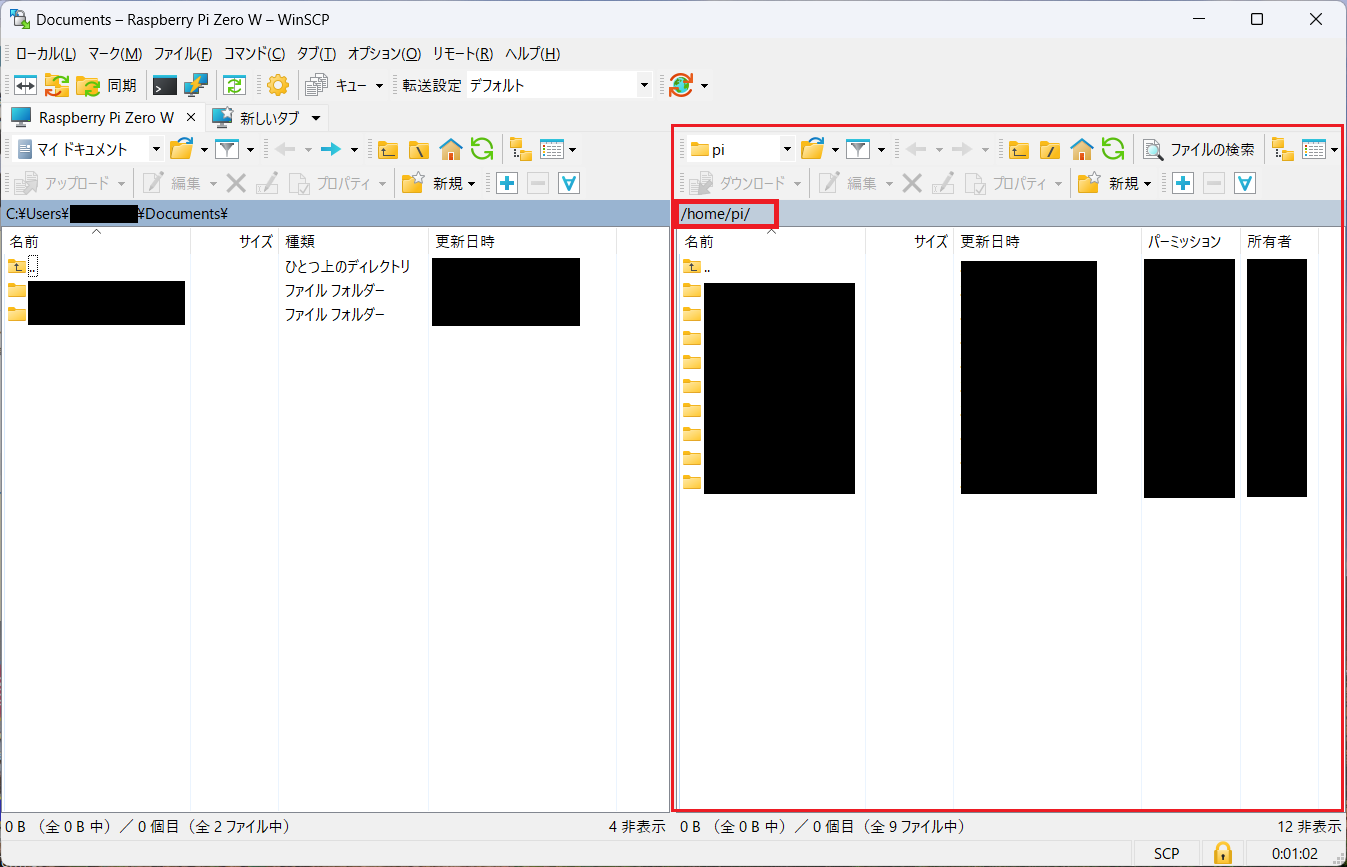 Documents – Raspberry Pi Zero W – WinSCP
ローカル(L) マーク(M) ファイル(F) コマンド(C) タブ(T) オプション(O) リモート(R) ヘルプ(H)
同期 キュー 転送設定 デフォルト
Raspberry Pi Zero W 新しいタブ
マイ ドキュメント
アップロード 編集 プロパティ 新規
C:¥Users¥ ¥Documents¥
名前 サイズ 種類 更新日時
.. ひとつ上のディレクトリ
ファイル フォルダー
ファイル フォルダー
0 B （全 0 B 中）／ 0 個目（全 2 ファイル中） 4 非表示
pi ファイルの検索
ダウンロード 編集 プロパティ 新規
/home/pi/
名前 サイズ 更新日時 パーミッション 所有者
..
0 B （全 0 B 中）／ 0 個目（全 9 ファイル中） 12 非表示
SCP 0:01:02